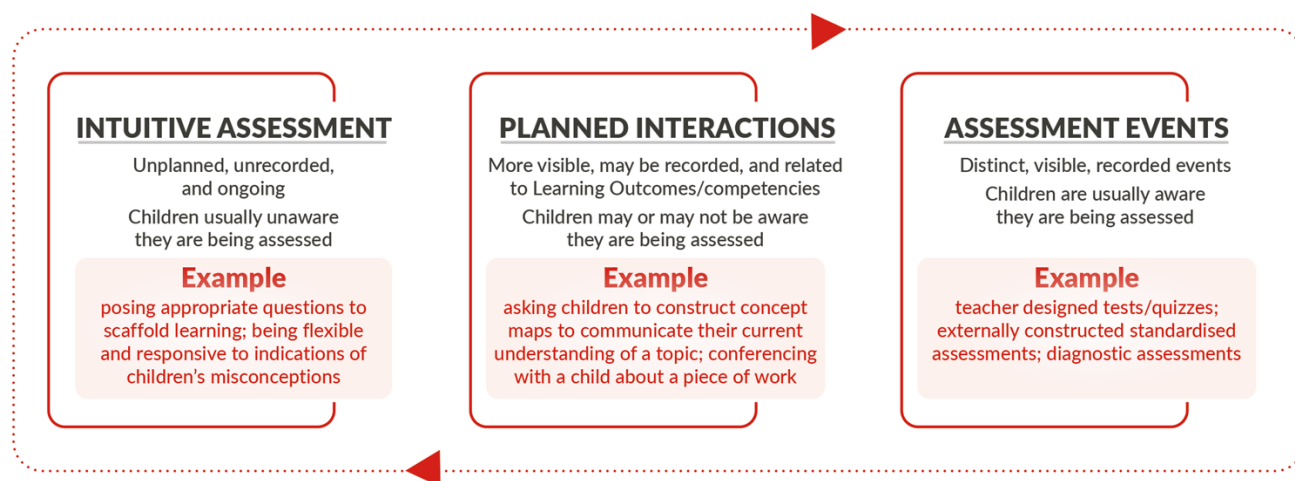 INTUITIVE ASSESSMENT
Unplanned, unrecorded,
and ongoing
Children usually unaware
they are being assessed
Example
posing appropriate questions to
scaffold learning; being flexible
and responsive to indications of
children's misconceptions
PLANNED INTERACTIONS
More visible, may be recorded, and related
to Learning Outcomes/competencies
Children may or may not be aware
they are being assessed
Example
asking children to construct concept
maps to communicate their current
understanding of a topic; conferencing
with a child about a piece of work
ASSESSMENT EVENTS
Distinct, visible, recorded events
Children are usually aware
they are being assessed
Example
teacher designed tests/quizzes;
externally constructed standardised
assessments; diagnostic assessments